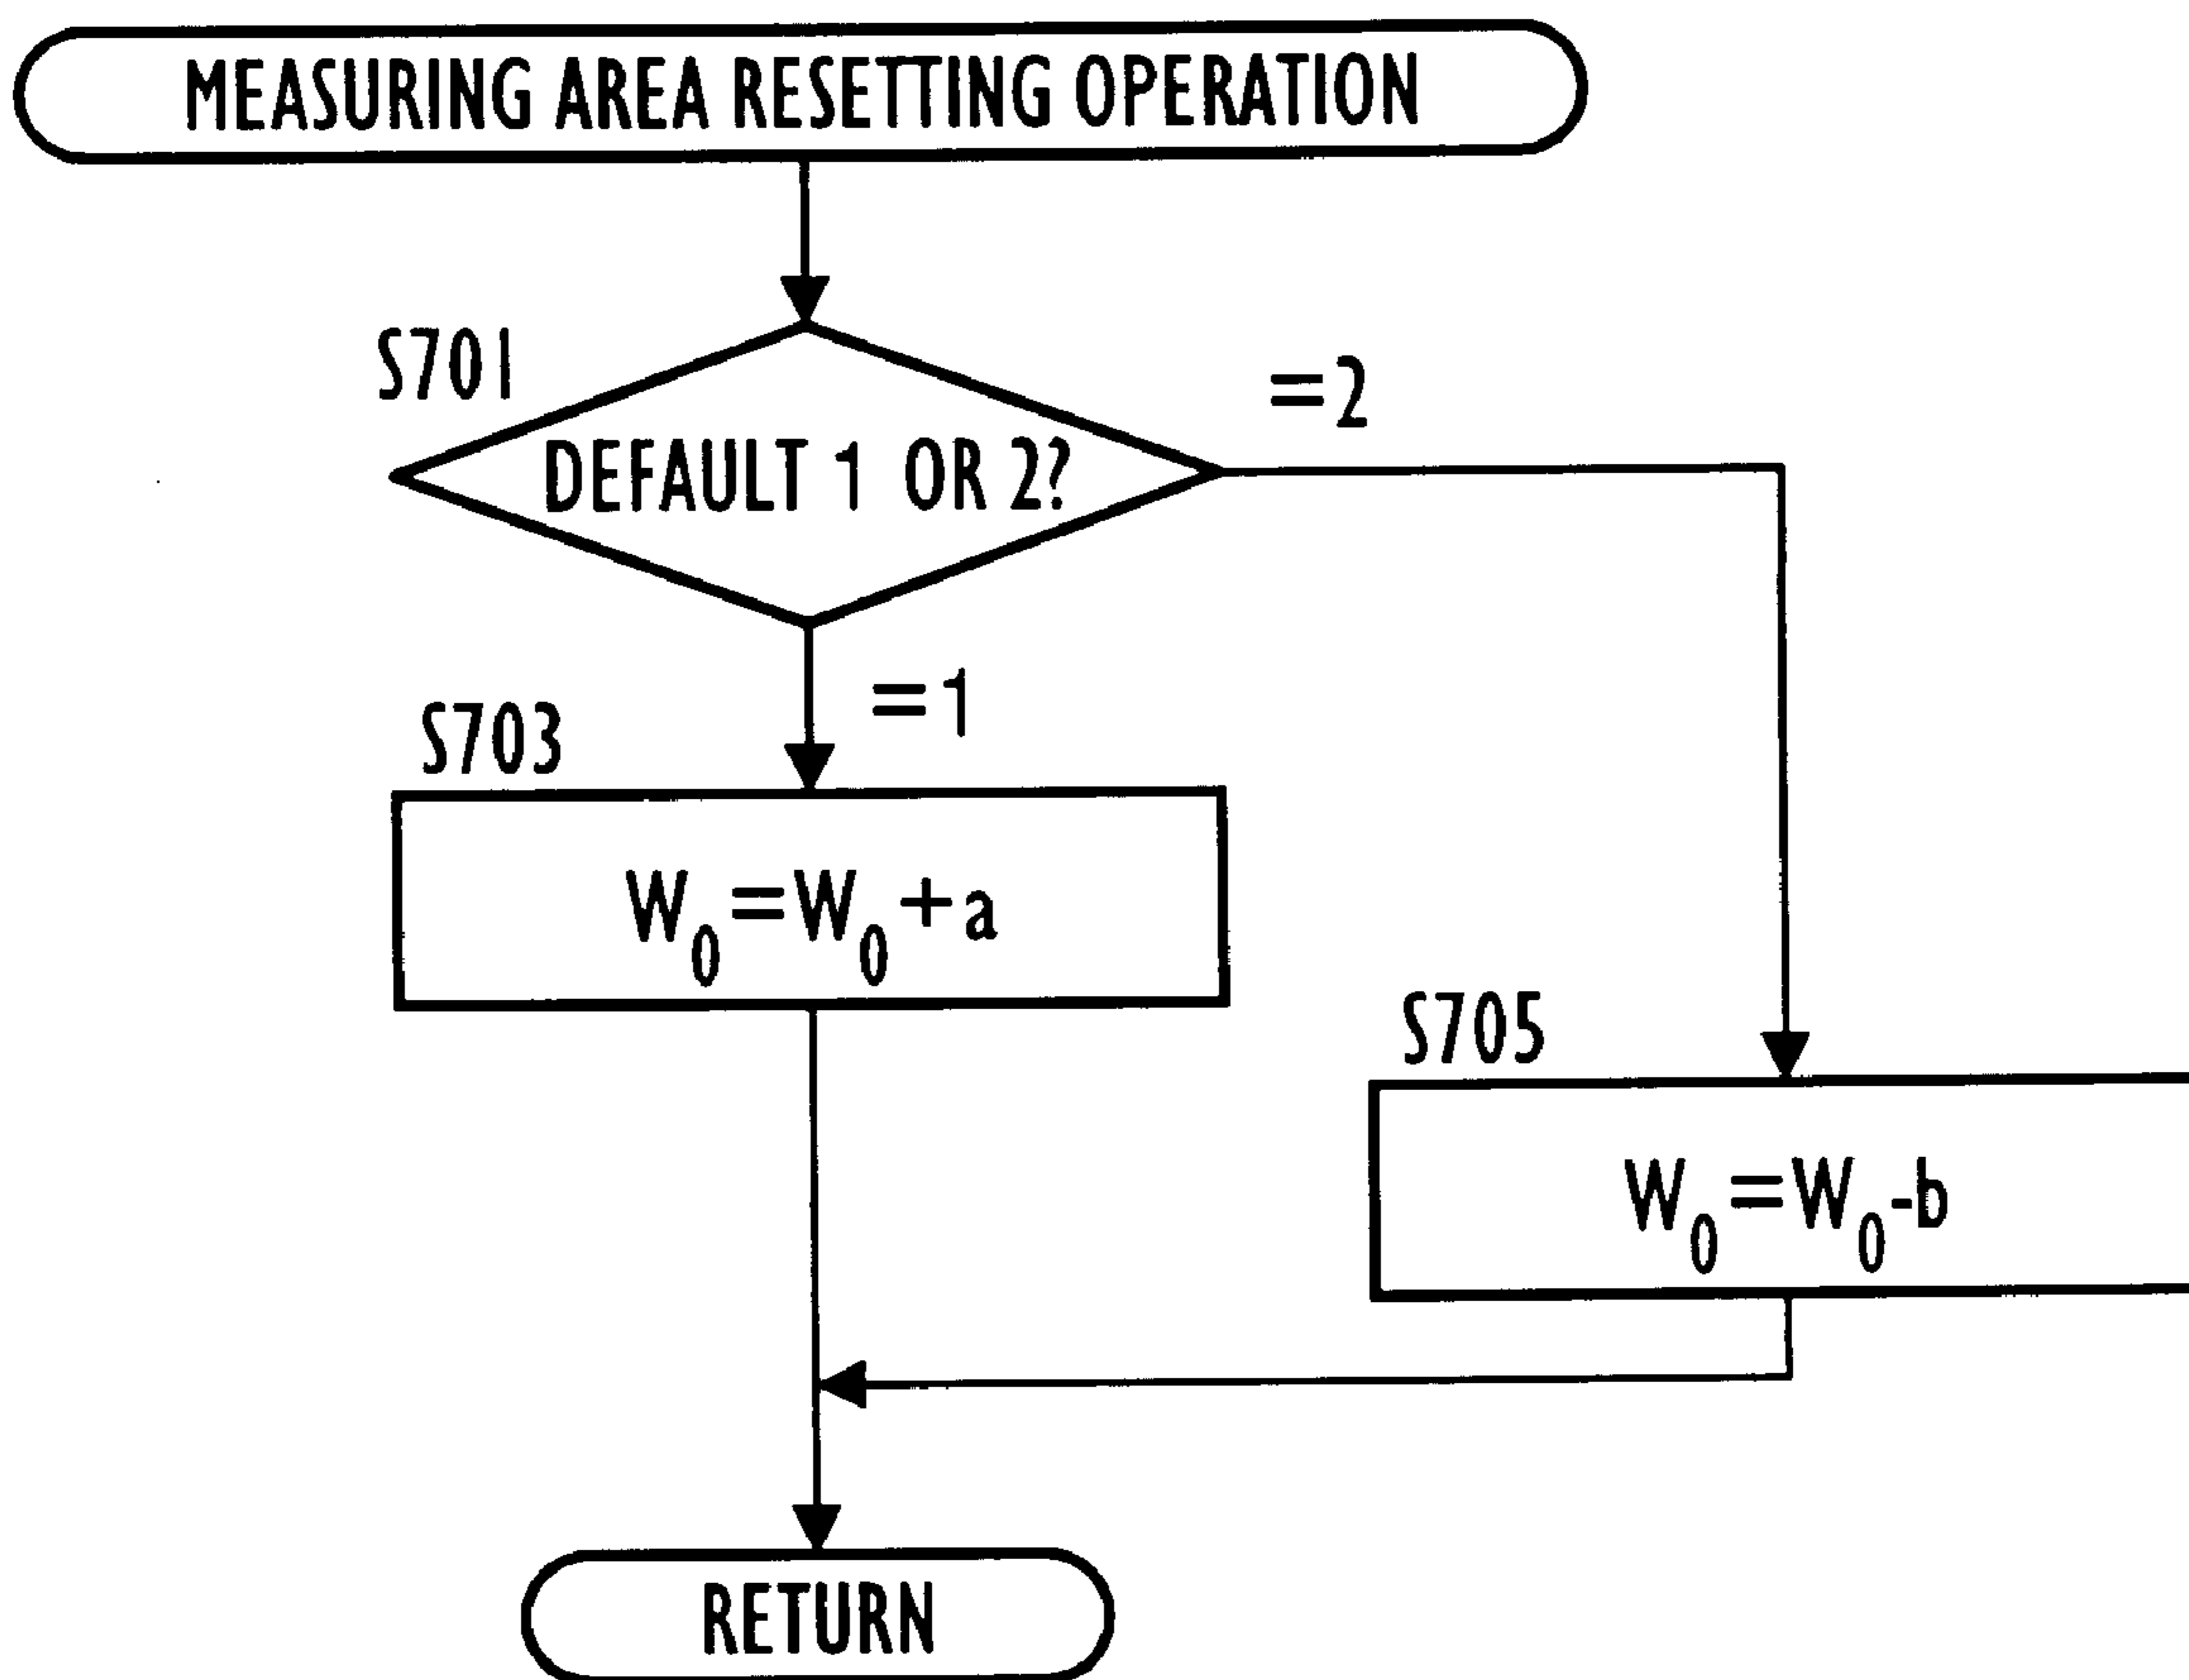 MEASURING AREA RESETTING OPERATION
S701
=2
DEFAULT 1 OR 2?
=1
S703
W₀=W₀+a
S705
W₀=W₀-b
RETURN